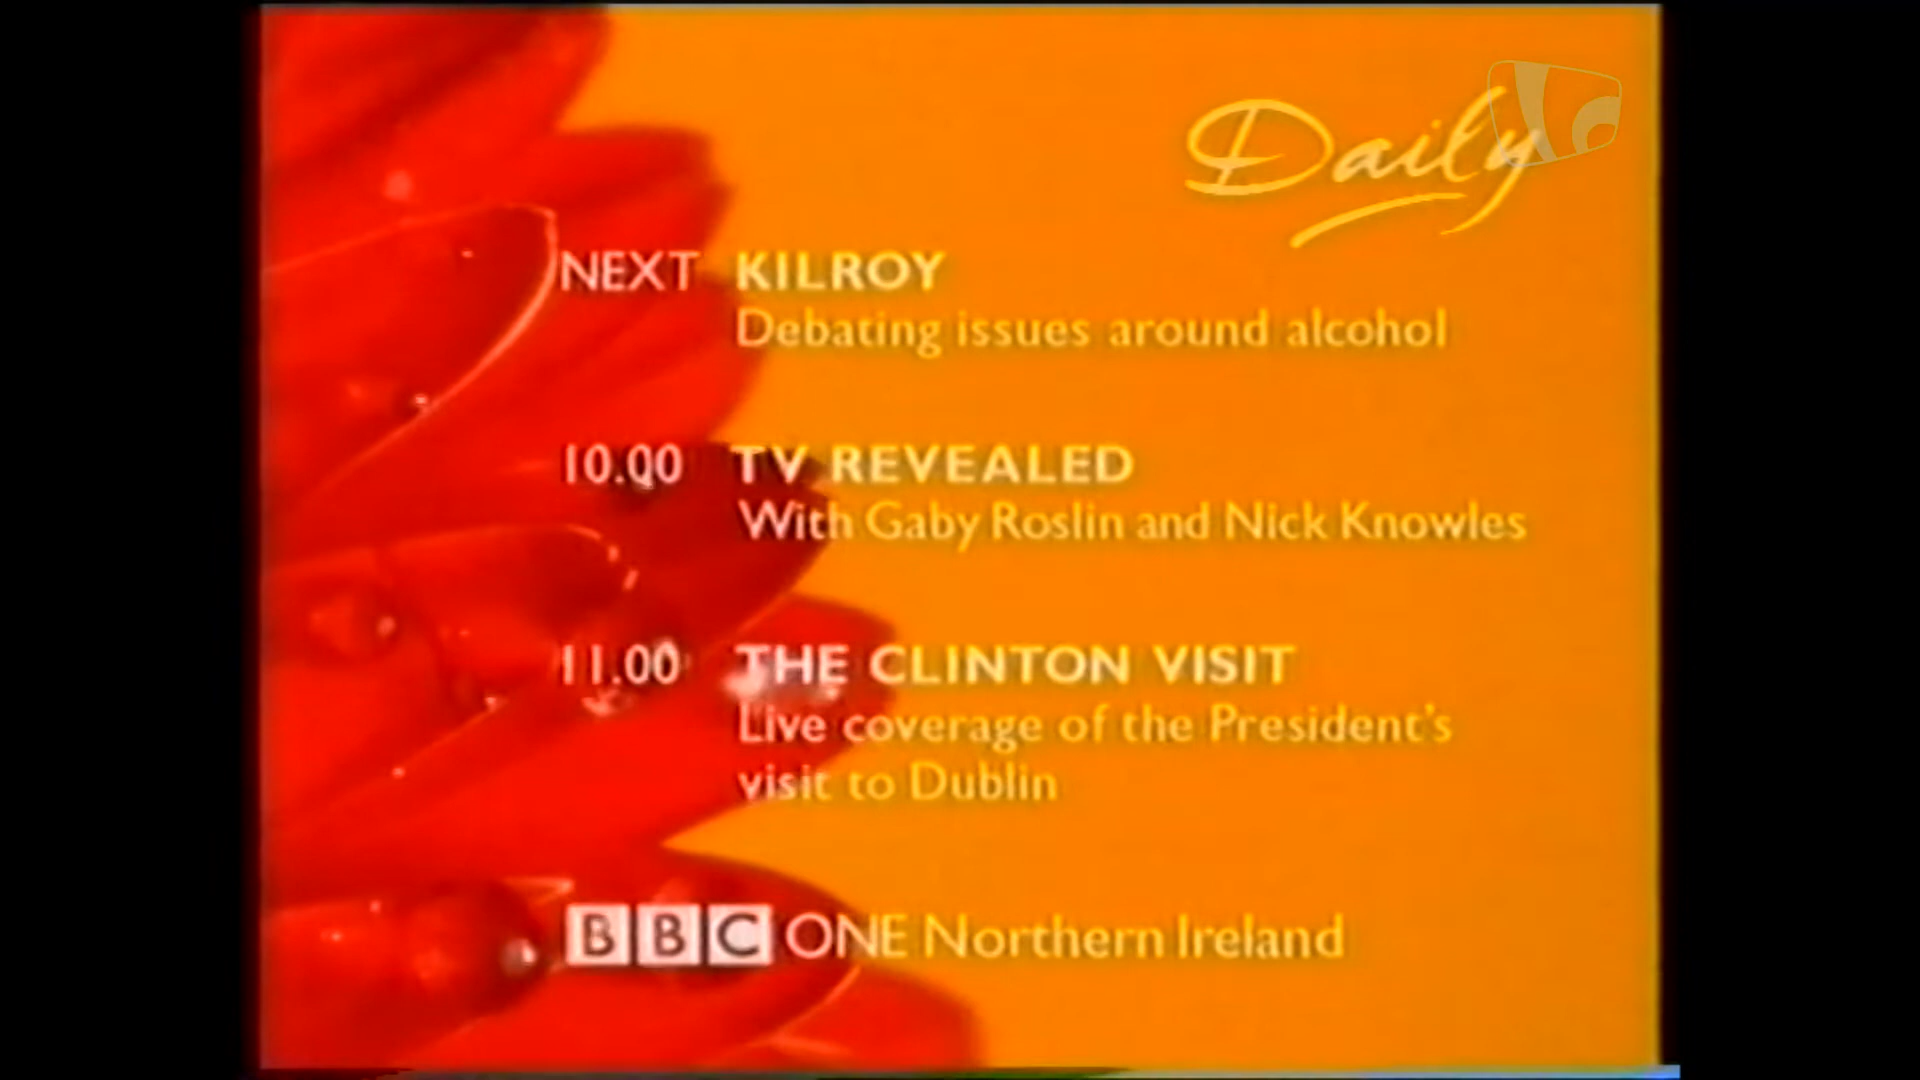 Daily
NEXT KILROY
Debating issues around alcohol
10.00 TV REVEALED
With Gaby Roslin and Nick Knowles
11.00 THE CLINTON VISIT
Live coverage of the President's
visit to Dublin
BBC ONE Northern Ireland